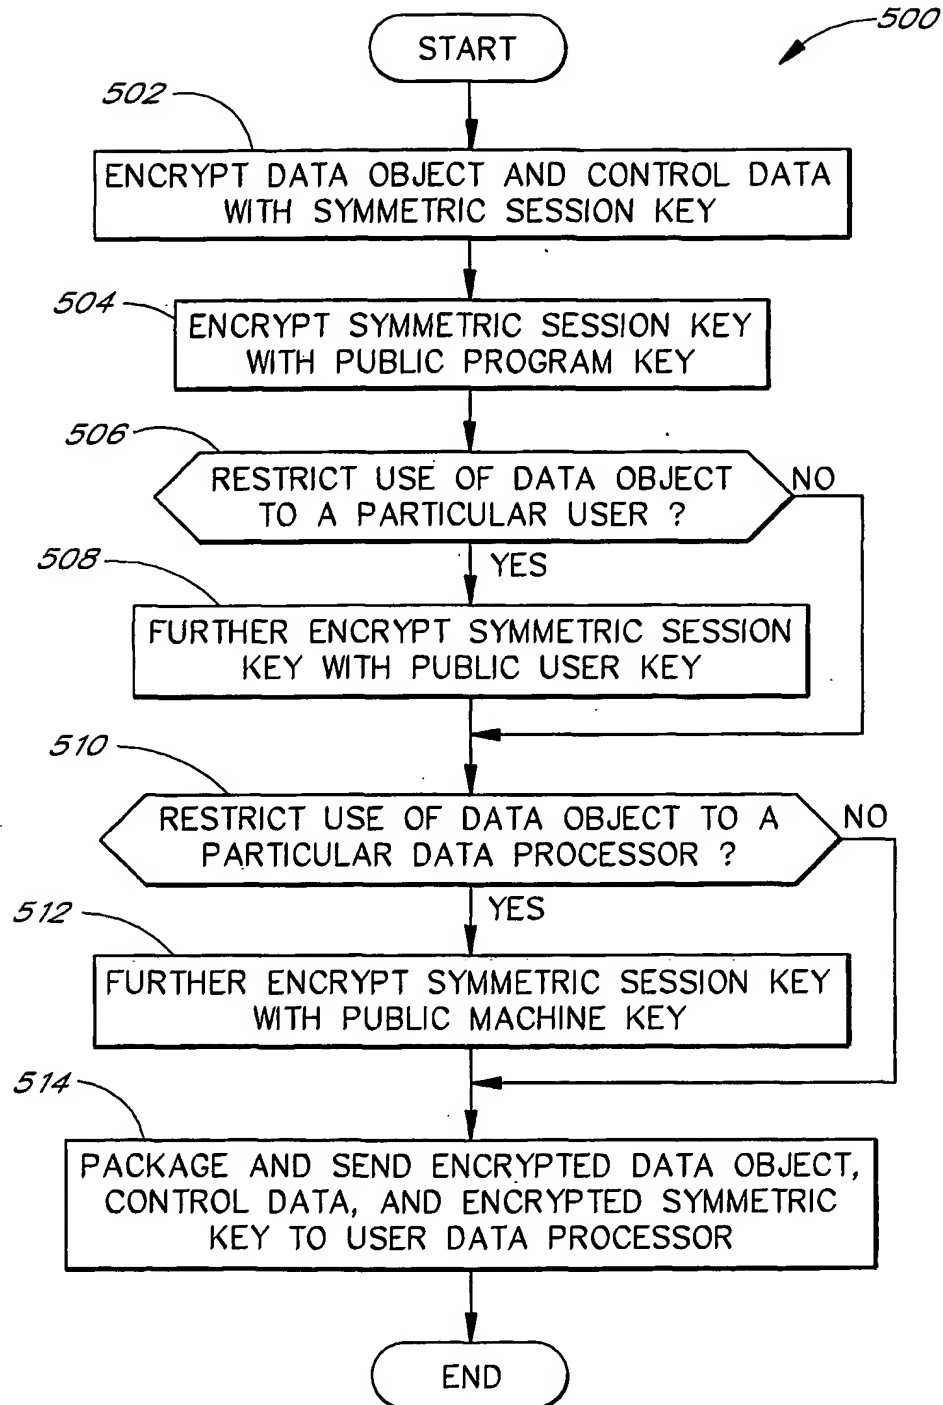 500
START
502
ENCRYPT DATA OBJECT AND CONTROL DATA
WITH SYMMETRIC SESSION KEY
504
ENCRYPT SYMMETRIC SESSION KEY
WITH PUBLIC PROGRAM KEY
506
RESTRICT USE OF DATA OBJECT
TO A PARTICULAR USER ?
NO
YES
508
FURTHER ENCRYPT SYMMETRIC SESSION
KEY WITH PUBLIC USER KEY
510
RESTRICT USE OF DATA OBJECT TO A
PARTICULAR DATA PROCESSOR ?
NO
YES
512
FURTHER ENCRYPT SYMMETRIC SESSION KEY
WITH PUBLIC MACHINE KEY
514
PACKAGE AND SEND ENCRYPTED DATA OBJECT,
CONTROL DATA, AND ENCRYPTED SYMMETRIC
KEY TO USER DATA PROCESSOR
END